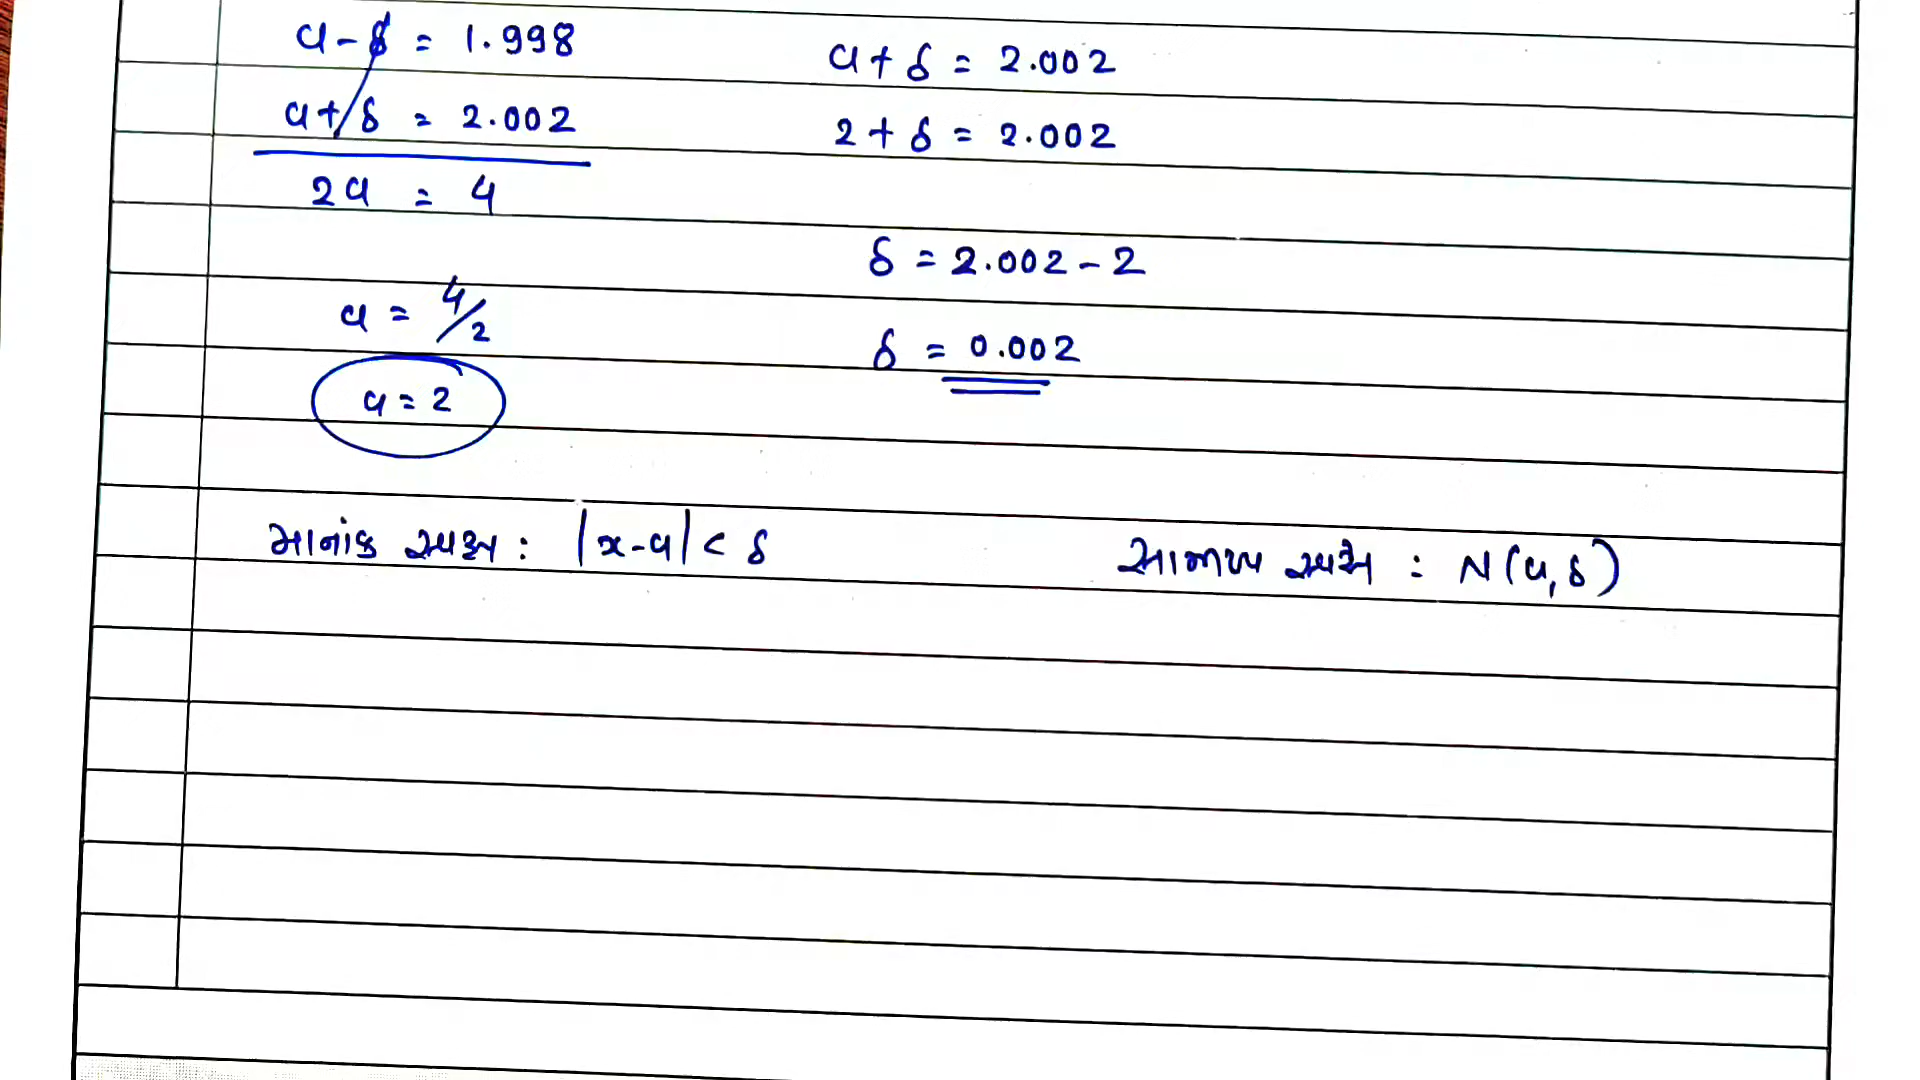 a - δ = 1.998
a + δ = 2.002
2a = 4
a = 4/2
a = 2
a + δ = 2.002
2 + δ = 2.002
δ = 2.002 - 2
δ = 0.002
માનાંક સ્વરૂપ : |x-a| < δ
સામીપ્ય સ્વરૂપ : N(a, δ)